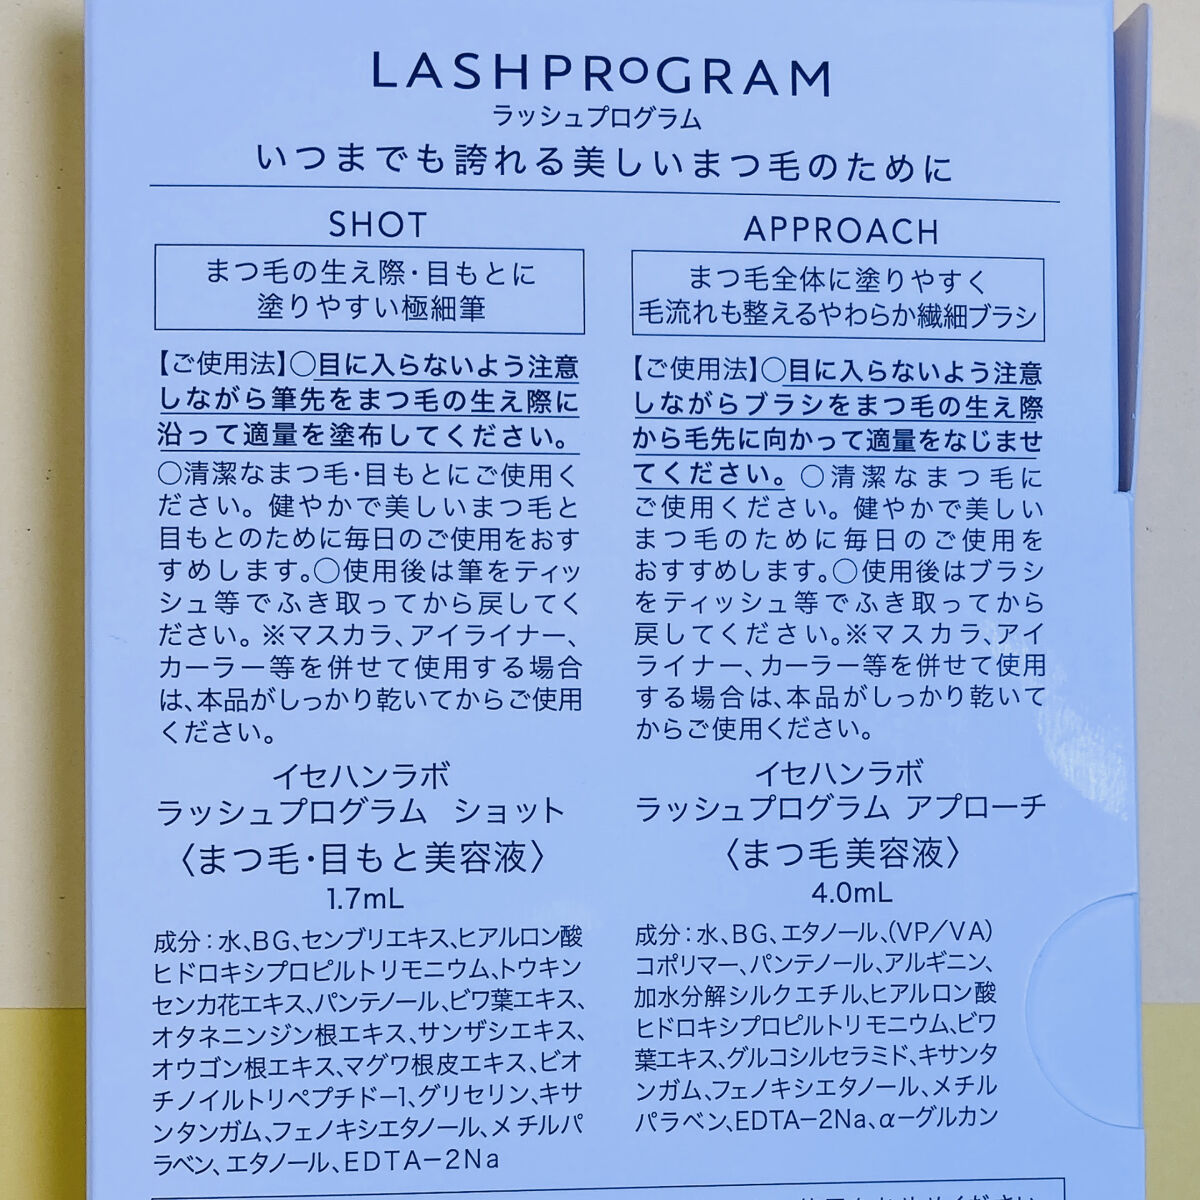 LASHPROGRAM
ラッシュプログラム
いつまでも誇れる美しいまつ毛のために
SHOT
まつ毛の生え際・目もとに
塗りやすい極細筆
【ご使用法】○目に入らないよう注意
しながら筆先をまつ毛の生え際に
沿って適量を塗布してください。
○清潔なまつ毛・目もとにご使用く
ださい。健やかで美しいまつ毛と
目もとのために毎日のご使用をおす
すめします。○使用後は筆をティッ
シュ等でふき取ってから戻してく
ださい。※マスカラ、アイライナー、
カーラー等を併せて使用する場合
は、本品がしっかり乾いてからご使用
ください。
イセハンラボ
ラッシュプログラム ショット
〈まつ毛・目もと美容液〉
1.7mL
成分：水、BG、センブリエキス、ヒアルロン酸
ヒドロキシプロピルトリモニウム、トウキン
センカ花エキス、パンテノール、ビワ葉エキス、
オタネニンジン根エキス、サンザシエキス、
オウゴン根エキス、マグワ根皮エキス、ビオ
チノイルトリペプチド-1、グリセリン、キサ
ンタンガム、フェノキシエタノール、メチルパ
ラベン、エタノール、EDTA-2Na
APPROACH
まつ毛全体に塗りやすく
毛流れも整えるやわらか繊細ブラシ
【ご使用法】○目に入らないよう注意
しながらブラシをまつ毛の生え際
から毛先に向かって適量をなじませ
てください。○清潔なまつ毛に
ご使用ください。健やかで美しい
まつ毛のために毎日のご使用を
おすすめします。○使用後はブラシ
をティッシュ等でふき取ってから
戻してください。※マスカラ、アイ
ライナー、カーラー等を併せて使用
する場合は、本品がしっかり乾いて
からご使用ください。
イセハンラボ
ラッシュプログラム アプローチ
〈まつ毛美容液〉
4.0mL
成分：水、BG、エタノール、(VP/VA)
コポリマー、パンテノール、アルギニン、
加水分解シルクエチル、ヒアルロン酸
ヒドロキシプロピルトリモニウム、ビワ
葉エキス、グルコシルセラミド、キサンタ
ンガム、フェノキシエタノール、メチル
パラベン、EDTA-2Na、α-グルカン